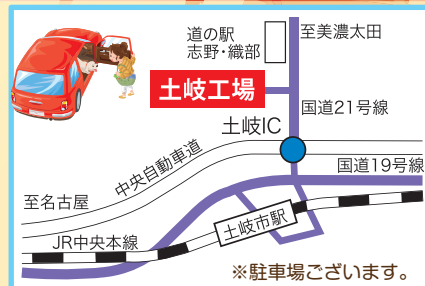 道の駅
志野・織部
至美濃太田
土岐工場
国道21号線
土岐IC
中央自動車道
国道19号線
至名古屋
土岐市駅
JR中央本線
※駐車場ございます。